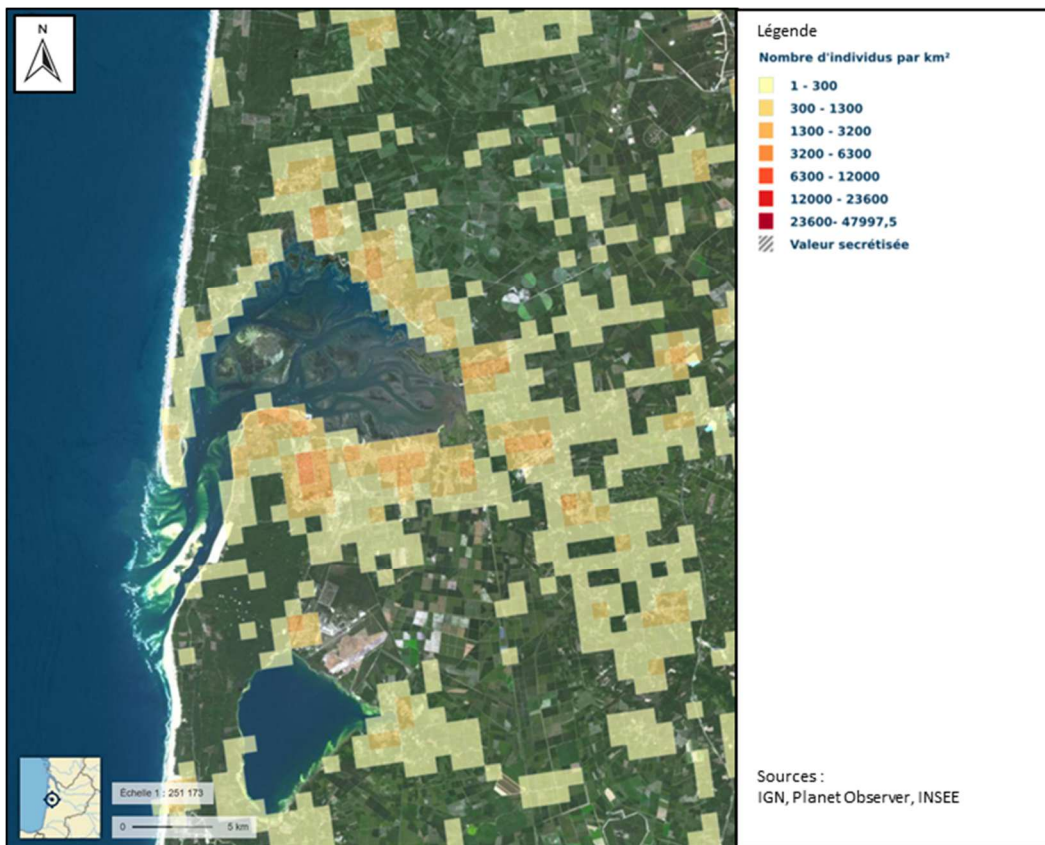 N
Légende
Nombre d'individus par km²
1 - 300
300 - 1300
1300 - 3200
3200 - 6300
6300 - 12000
12000 - 23600
23600- 47997,5
Valeur secrétisée
Sources :
IGN, Planet Observer, INSEE
Échelle 1 : 251 173
0 5 km